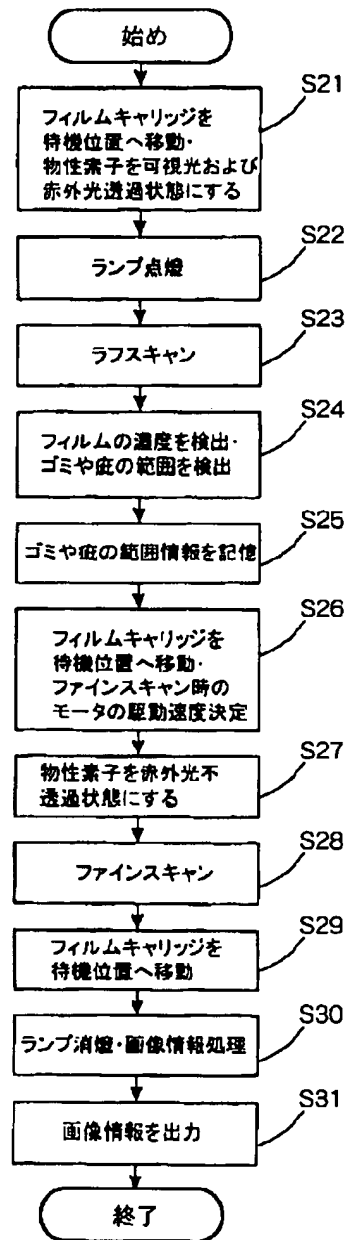 始め
S21
フィルムキャリッジを
待機位置へ移動・
物性素子を可視光および
赤外光透過状態にする
S22
ランプ点燈
S23
ラフスキャン
S24
フィルムの濃度を検出・
ゴミや疵の範囲を検出
S25
ゴミや疵の範囲情報を記憶
S26
フィルムキャリッジを
待機位置へ移動・
ファインスキャン時の
モータの駆動速度決定
S27
物性素子を赤外光不
透過状態にする
S28
ファインスキャン
S29
フィルムキャリッジを
待機位置へ移動
S30
ランプ消燈・画像情報処理
S31
画像情報を出力
終了